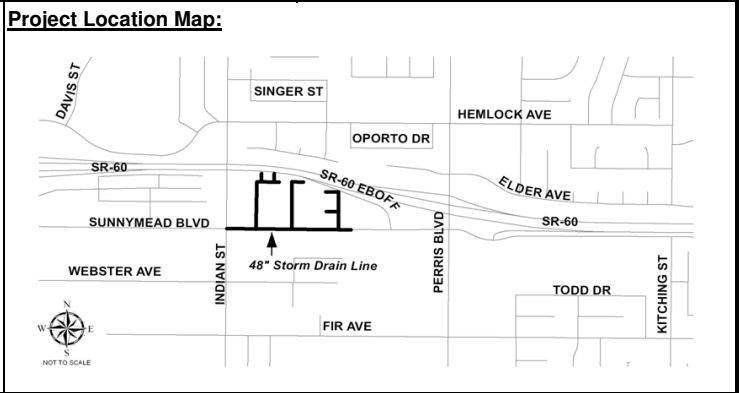 Project Location Map:
DAVIS ST
SINGER ST
HEMLOCK AVE
OPORTO DR
SR-60
SR-60 EBOFF
ELDER AVE
SR-60
SUNNYMEAD BLVD
INDIAN ST
48" Storm Drain Line
PERRIS BLVD
WEBSTER AVE
KITCHING ST
TODD DR
FIR AVE
N
W
E
S
NOT TO SCALE